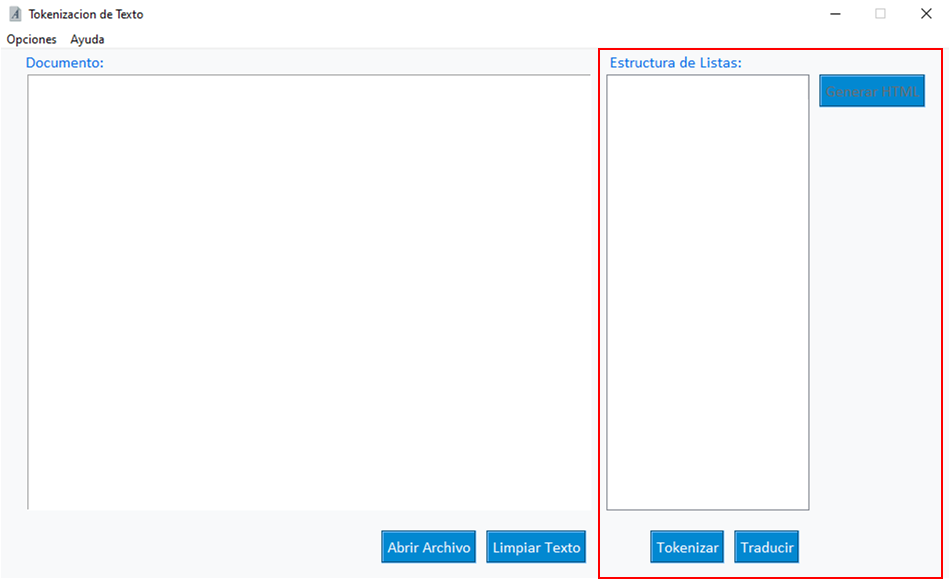 Tokenizacion de Texto
Opciones Ayuda
Documento: Estructura de Listas:
Generar HTML
Abrir Archivo Limpiar Texto Tokenizar Traducir